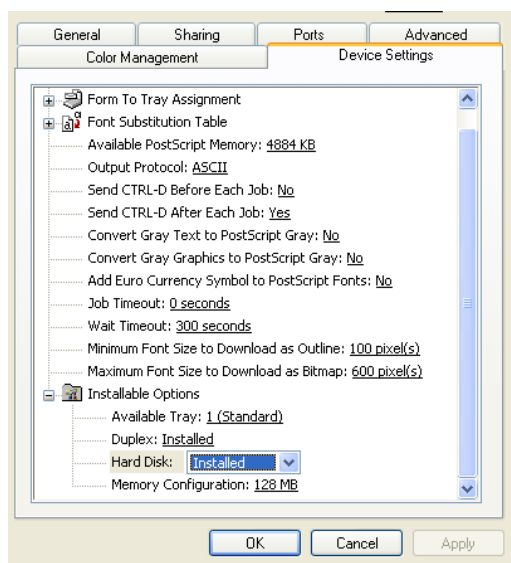 General Sharing Ports Advanced
Color Management Device Settings
Form To Tray Assignment
Font Substitution Table
Available PostScript Memory: 4884 KB
Output Protocol: ASCII
Send CTRL-D Before Each Job: No
Send CTRL-D After Each Job: Yes
Convert Gray Text to PostScript Gray: No
Convert Gray Graphics to PostScript Gray: No
Add Euro Currency Symbol to PostScript Fonts: No
Job Timeout: 0 seconds
Wait Timeout: 300 seconds
Minimum Font Size to Download as Outline: 100 pixel(s)
Maximum Font Size to Download as Bitmap: 600 pixel(s)
Installable Options
Available Tray: 1 (Standard)
Duplex: Installed
Hard Disk: Installed
Memory Configuration: 128 MB
OK Cancel Apply